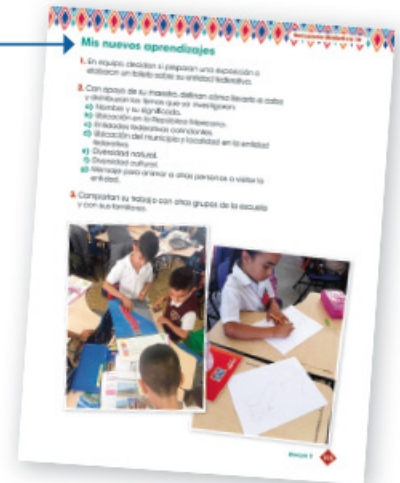 Mis nuevos aprendizajes
1. En equipo, decidan si preparan una exposición o
elaboran un folleto sobre su entidad federativa.
2. Con apoyo de su maestro, definan cómo llevarlo a cabo
y distribuyan los temas que ya investigaron.
a) Nombre y su significado.
b) Ubicación en la República Mexicana.
c) Entidades federativas colindantes.
d) Ubicación del municipio y localidad en la entidad
federativa.
e) Diversidad natural.
f) Diversidad cultural.
g) Mensaje para animar a otras personas a visitar la
entidad.
3. Compartan su trabajo con otros grupos de la escuela
y con sus familiares.